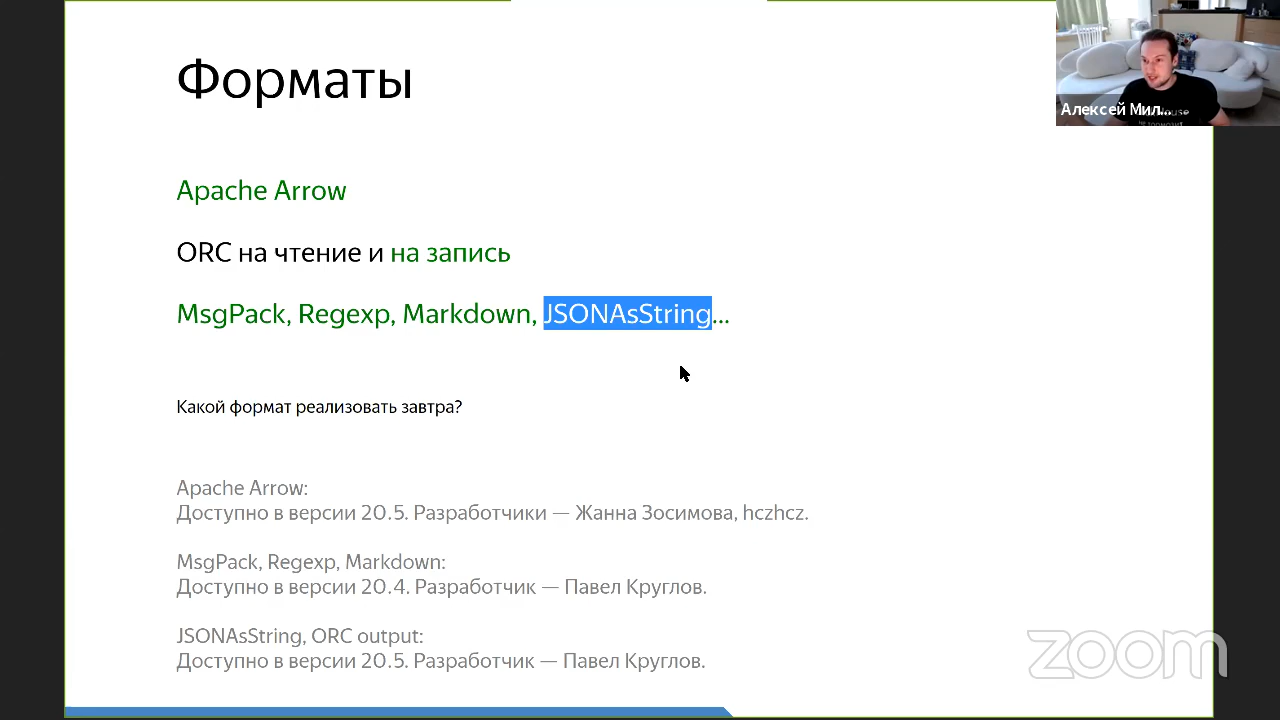 Форматы
Алексей Мил...
Apache Arrow
ORC на чтение и на запись
MsgPack, Regexp, Markdown, JSONAsString...
Какой формат реализовать завтра?
Apache Arrow:
Доступно в версии 20.5. Разработчики — Жанна Зосимова, hczhcz.
MsgPack, Regexp, Markdown:
Доступно в версии 20.4. Разработчик — Павел Круглов.
JSONAsString, ORC output:
Доступно в версии 20.5. Разработчик — Павел Круглов.
zoom